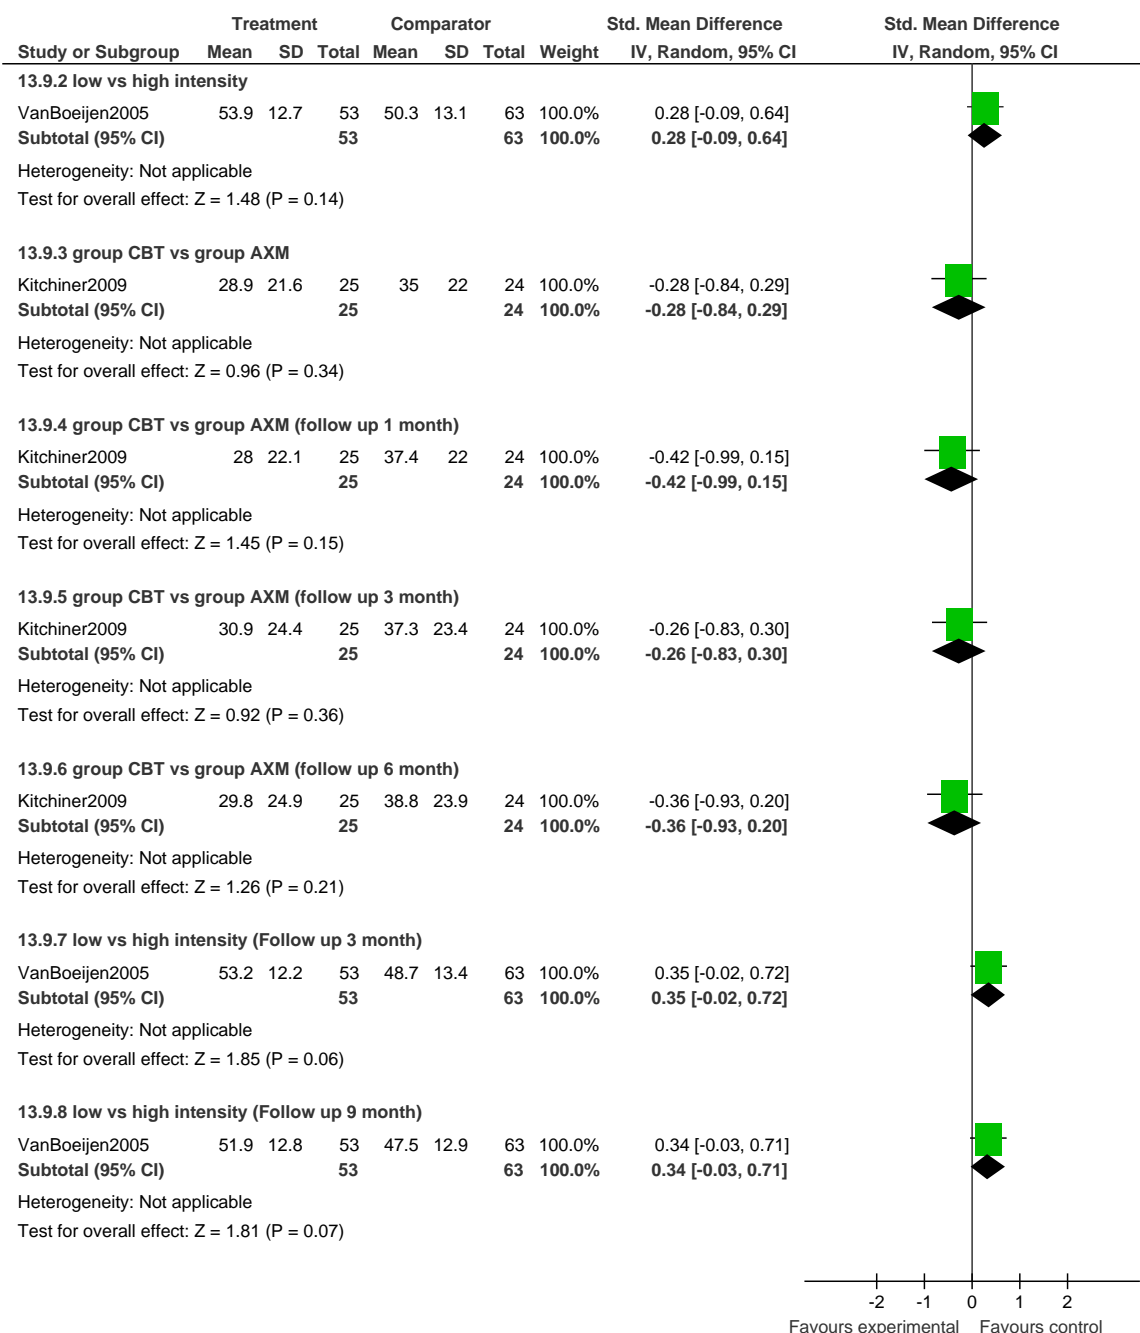 Treatment Comparator Std. Mean Difference Std. Mean Difference
Study or Subgroup Mean SD Total Mean SD Total Weight IV, Random, 95% CI IV, Random, 95% CI
13.9.2 low vs high intensity
VanBoeijen2005 53.9 12.7 53 50.3 13.1 63 100.0% 0.28 [-0.09, 0.64]
Subtotal (95% CI) 53 63 100.0% 0.28 [-0.09, 0.64]
Heterogeneity: Not applicable
Test for overall effect: Z = 1.48 (P = 0.14)
13.9.3 group CBT vs group AXM
Kitchiner2009 28.9 21.6 25 35 22 24 100.0% -0.28 [-0.84, 0.29]
Subtotal (95% CI) 25 24 100.0% -0.28 [-0.84, 0.29]
Heterogeneity: Not applicable
Test for overall effect: Z = 0.96 (P = 0.34)
13.9.4 group CBT vs group AXM (follow up 1 month)
Kitchiner2009 28 22.1 25 37.4 22 24 100.0% -0.42 [-0.99, 0.15]
Subtotal (95% CI) 25 24 100.0% -0.42 [-0.99, 0.15]
Heterogeneity: Not applicable
Test for overall effect: Z = 1.45 (P = 0.15)
13.9.5 group CBT vs group AXM (follow up 3 month)
Kitchiner2009 30.9 24.4 25 37.3 23.4 24 100.0% -0.26 [-0.83, 0.30]
Subtotal (95% CI) 25 24 100.0% -0.26 [-0.83, 0.30]
Heterogeneity: Not applicable
Test for overall effect: Z = 0.92 (P = 0.36)
13.9.6 group CBT vs group AXM (follow up 6 month)
Kitchiner2009 29.8 24.9 25 38.8 23.9 24 100.0% -0.36 [-0.93, 0.20]
Subtotal (95% CI) 25 24 100.0% -0.36 [-0.93, 0.20]
Heterogeneity: Not applicable
Test for overall effect: Z = 1.26 (P = 0.21)
13.9.7 low vs high intensity (Follow up 3 month)
VanBoeijen2005 53.2 12.2 53 48.7 13.4 63 100.0% 0.35 [-0.02, 0.72]
Subtotal (95% CI) 53 63 100.0% 0.35 [-0.02, 0.72]
Heterogeneity: Not applicable
Test for overall effect: Z = 1.85 (P = 0.06)
13.9.8 low vs high intensity (Follow up 9 month)
VanBoeijen2005 51.9 12.8 53 47.5 12.9 63 100.0% 0.34 [-0.03, 0.71]
Subtotal (95% CI) 53 63 100.0% 0.34 [-0.03, 0.71]
Heterogeneity: Not applicable
Test for overall effect: Z = 1.81 (P = 0.07)
-2 -1 0 1 2
Favours experimental Favours control